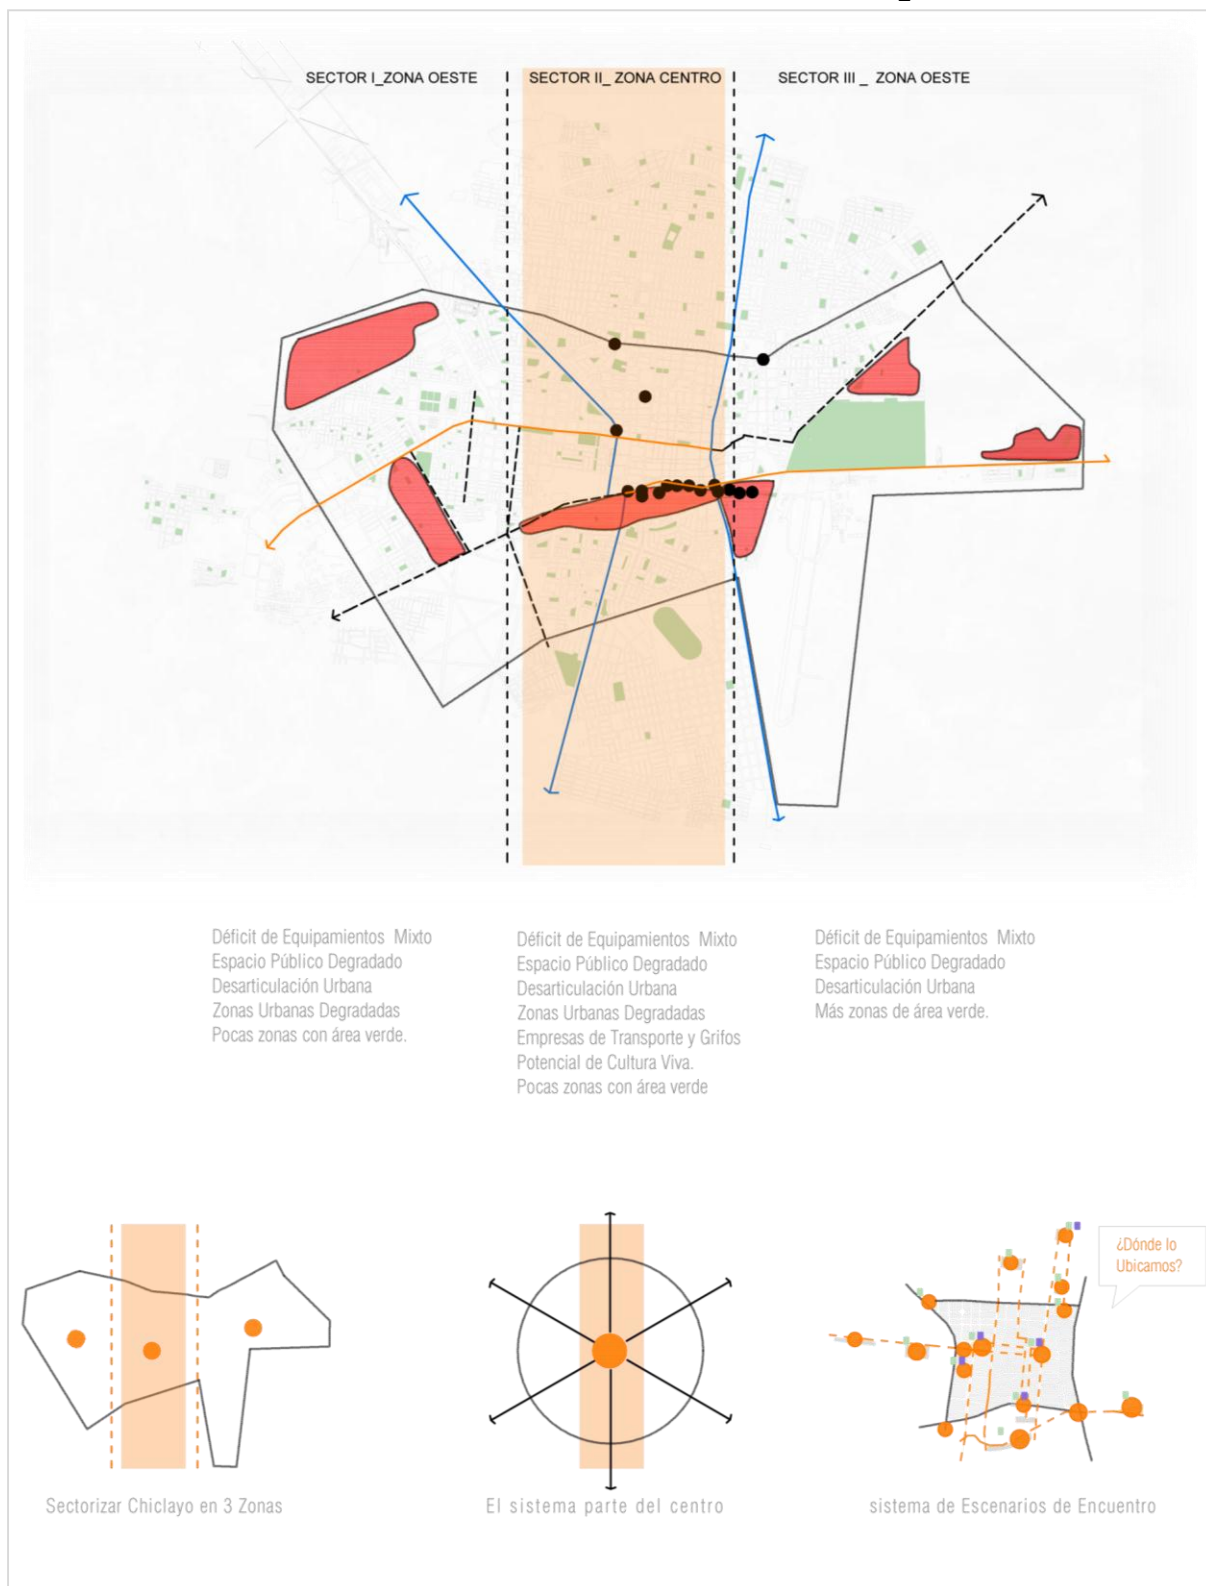 SECTOR I_ZONA OESTE
SECTOR II_ ZONA CENTRO
SECTOR III _ ZONA OESTE
Déficit de Equipamientos Mixto
Espacio Público Degradado
Desarticulación Urbana
Zonas Urbanas Degradadas
Pocas zonas con área verde.
Déficit de Equipamientos Mixto
Espacio Público Degradado
Desarticulación Urbana
Zonas Urbanas Degradadas
Empresas de Transporte y Grifos
Potencial de Cultura Viva.
Pocas zonas con área verde
Déficit de Equipamientos Mixto
Espacio Público Degradado
Desarticulación Urbana
Más zonas de área verde.
¿Dónde lo
Ubicamos?
Sectorizar Chiclayo en 3 Zonas
El sistema parte del centro
sistema de Escenarios de Encuentro